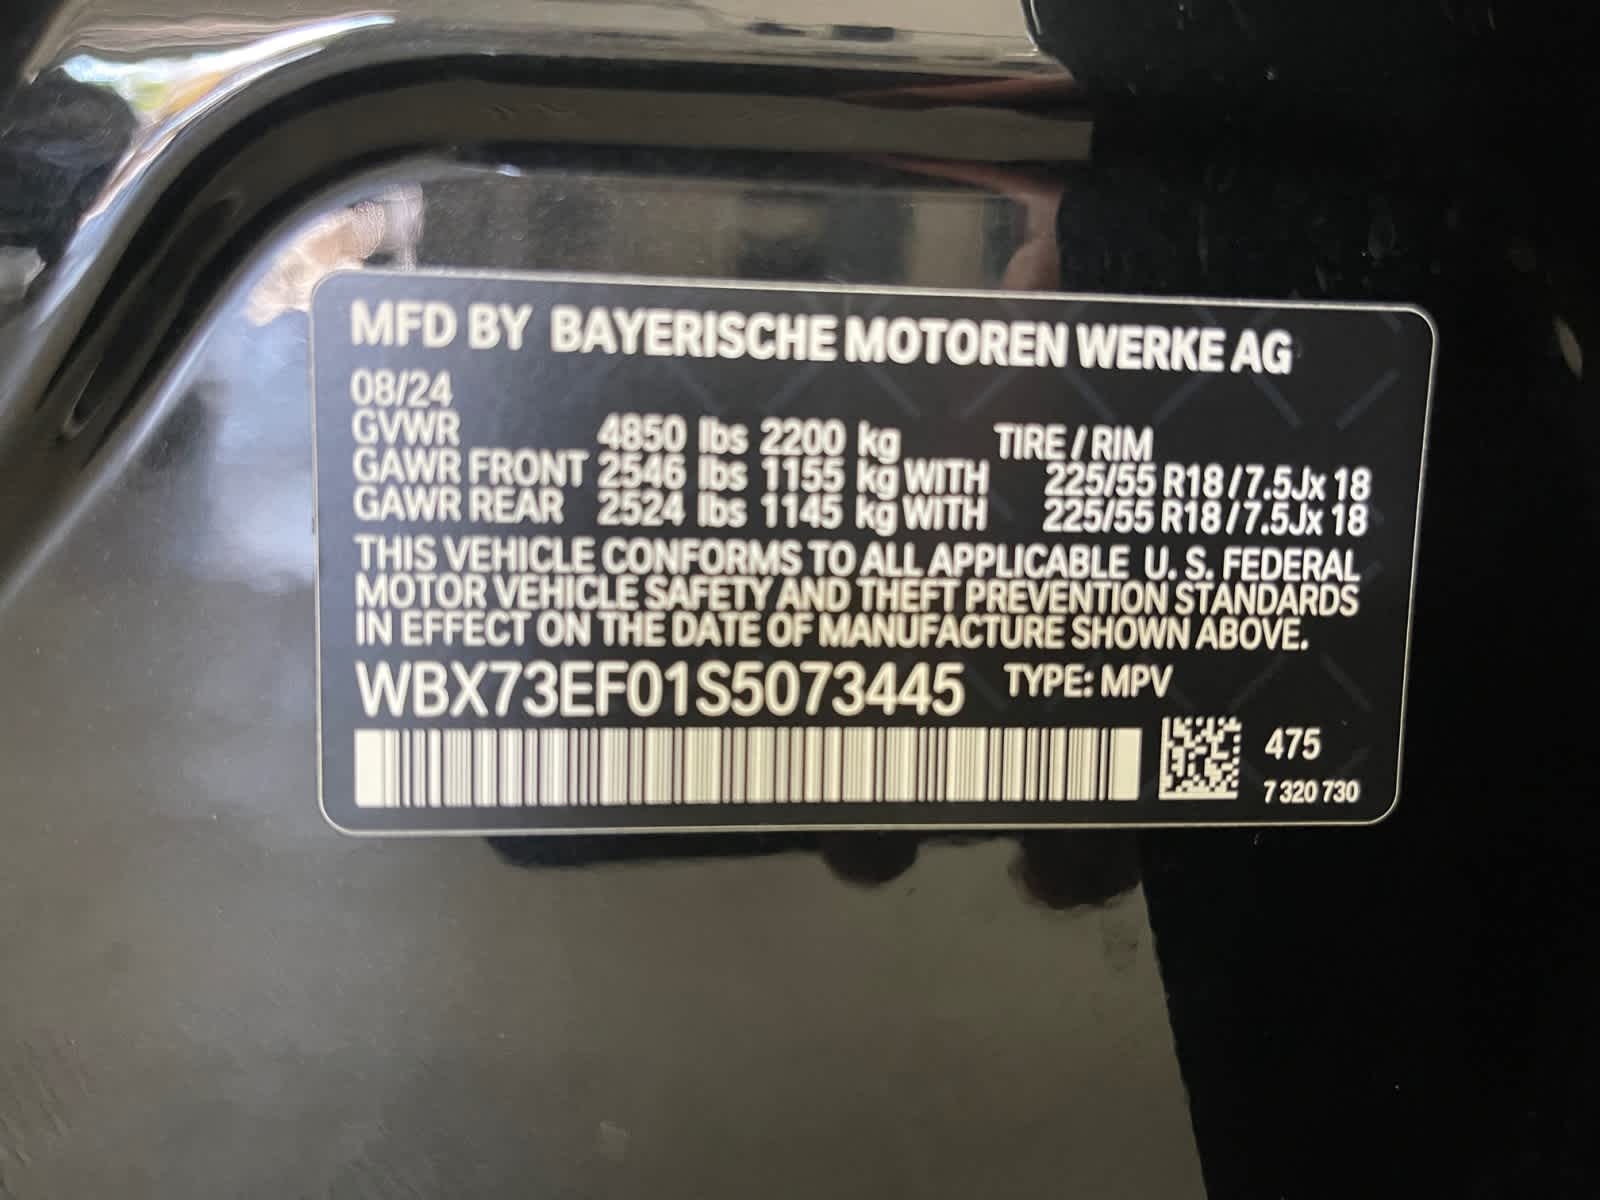 MFD BY BAYERISCHE MOTOREN WERKE AG
08/24
GVWR 4850 lbs 2200 kg TIRE / RIM
GAWR FRONT 2546 lbs 1155 kg WITH 225/55 R18 / 7.5Jx 18
GAWR REAR 2524 lbs 1145 kg WITH 225/55 R18 / 7.5Jx 18
THIS VEHICLE CONFORMS TO ALL APPLICABLE U. S. FEDERAL
MOTOR VEHICLE SAFETY AND THEFT PREVENTION STANDARDS
IN EFFECT ON THE DATE OF MANUFACTURE SHOWN ABOVE.
WBX73EF01S5073445 TYPE: MPV
475
7 320 730